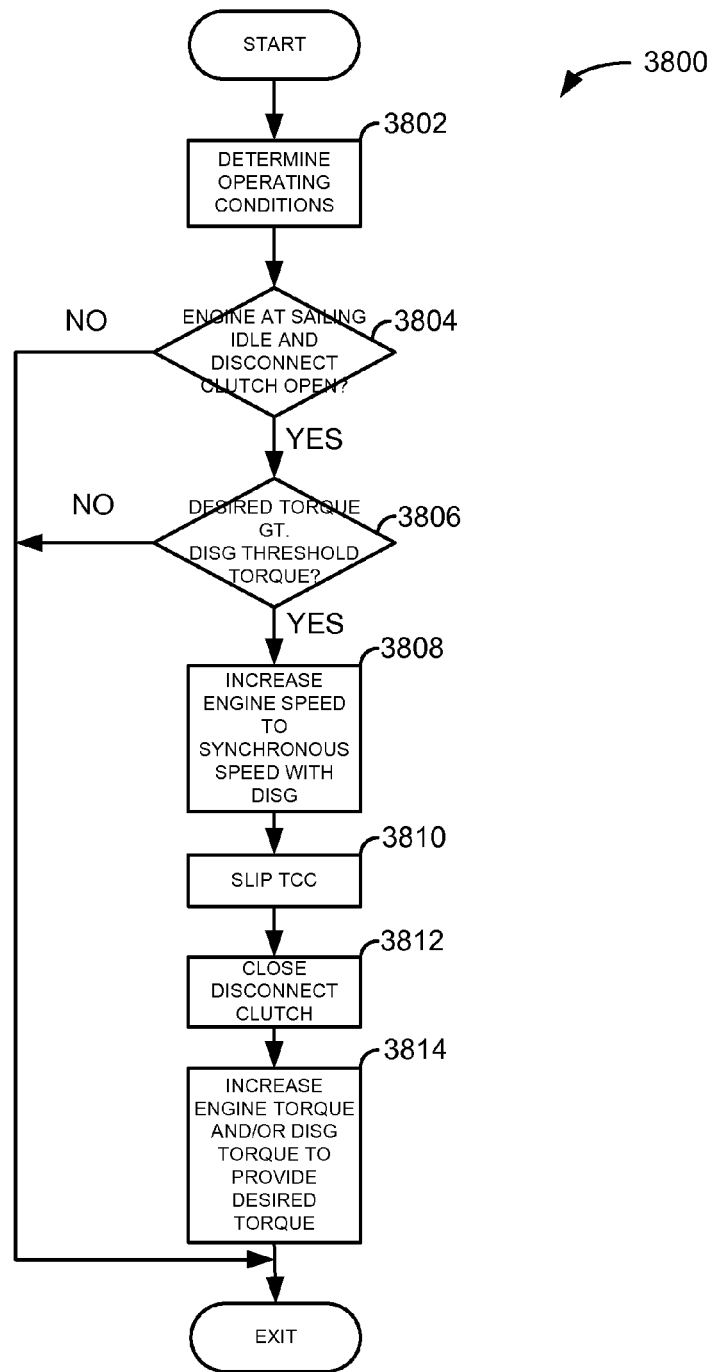 START
3800
3802
DETERMINE
OPERATING
CONDITIONS
NO
ENGINE AT SAILING
IDLE AND
DISCONNECT
CLUTCH OPEN?
3804
YES
NO
DESIRED TORQUE
GT.
DISG THRESHOLD
TORQUE?
3806
YES
3808
INCREASE
ENGINE SPEED
TO
SYNCHRONOUS
SPEED WITH
DISG
3810
SLIP TCC
3812
CLOSE
DISCONNECT
CLUTCH
3814
INCREASE
ENGINE TORQUE
AND/OR DISG
TORQUE TO
PROVIDE
DESIRED
TORQUE
EXIT